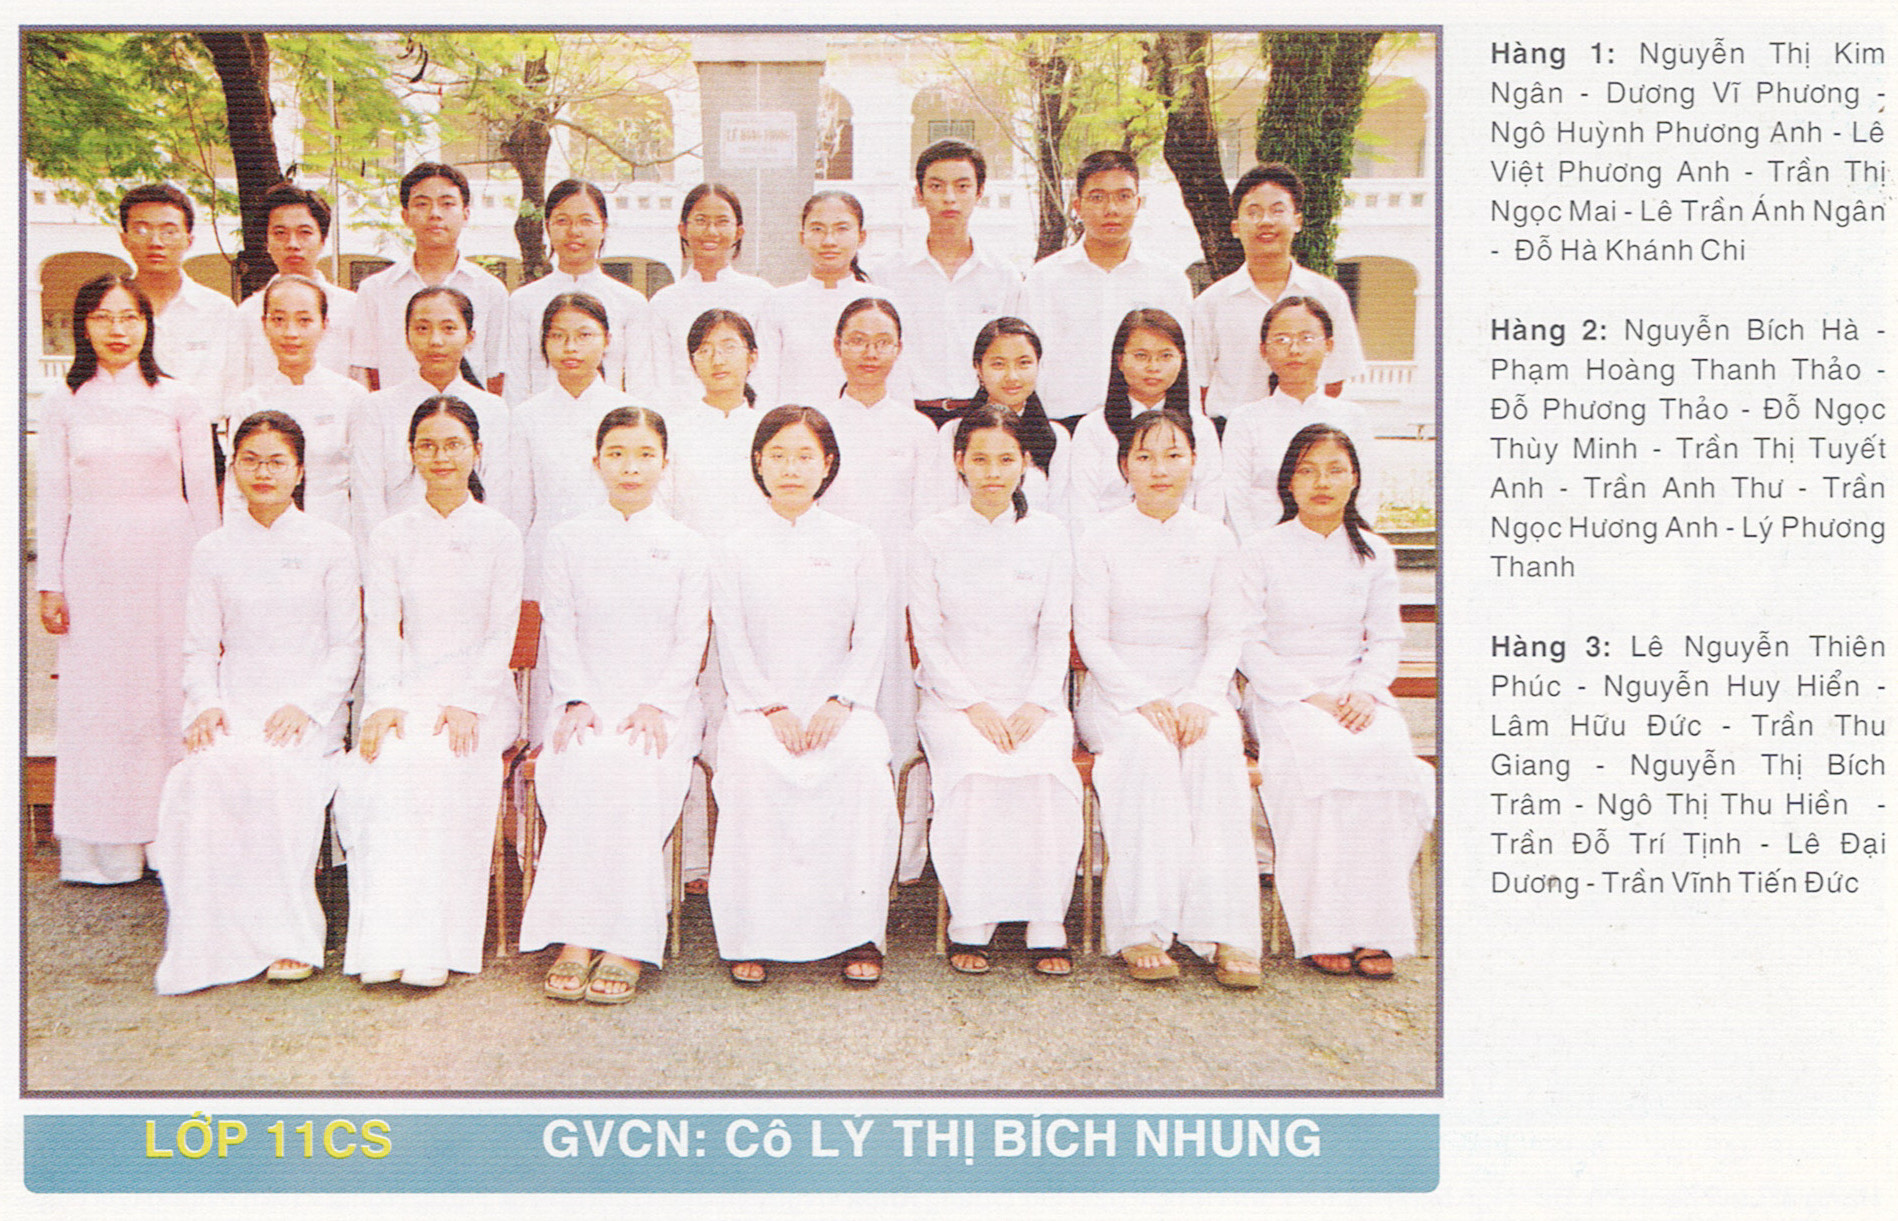 LÊ HỒNG PHONG
Hàng 1: Nguyễn Thị Kim
Ngân - Dương Vĩ Phương -
Ngô Huỳnh Phương Anh - Lê
Việt Phương Anh - Trần Thị
Ngọc Mai - Lê Trần Ánh Ngân
- Đỗ Hà Khánh Chi
Hàng 2: Nguyễn Bích Hà -
Phạm Hoàng Thanh Thảo -
Đỗ Phương Thảo - Đỗ Ngọc
Thùy Minh - Trần Thị Tuyết
Anh - Trần Anh Thư - Trần
Ngọc Hương Anh - Lý Phương
Thanh
Hàng 3: Lê Nguyễn Thiên
Phúc - Nguyễn Huy Hiển -
Lâm Hữu Đức - Trần Thu
Giang - Nguyễn Thị Bích
Trâm - Ngô Thị Thu Hiền -
Trần Đỗ Trí Tịnh - Lê Đại
Dương - Trần Vĩnh Tiến Đức
LỚP 11CS GVCN: Cô LÝ THỊ BÍCH NHUNG